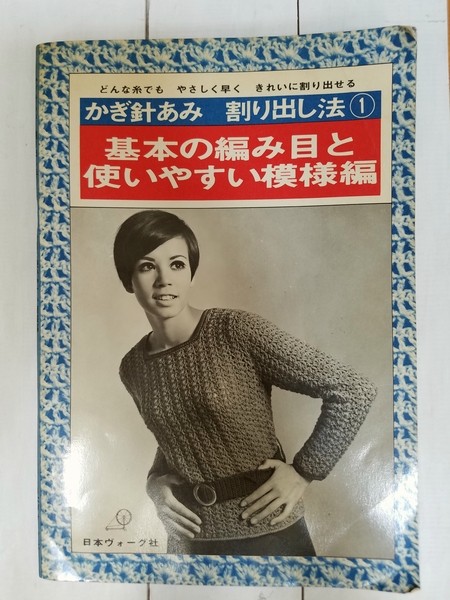 どんな糸でも やさしく早く きれいに割り出せる
かぎ針あみ 割り出し法①
基本の編み目と
使いやすい模様編
日本ヴォーグ社